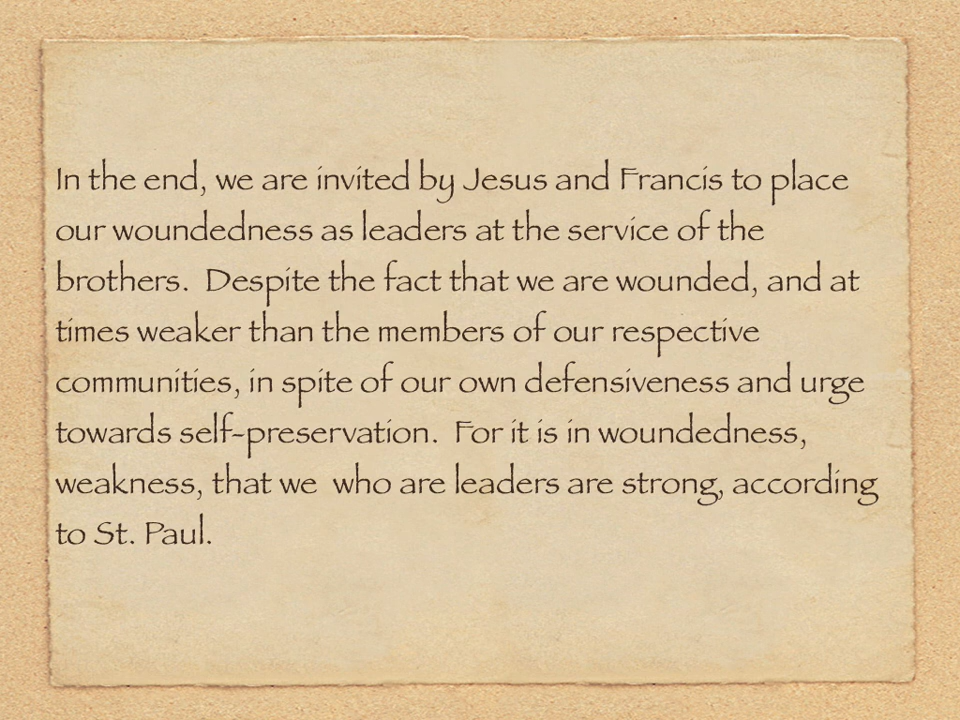 In the end, we are invited by Jesus and Francis to place
our woundedness as leaders at the service of the
brothers.  Despite the fact that we are wounded, and at
times weaker than the members of our respective
communities, in spite of our own defensiveness and urge
towards self-preservation.  For it is in woundedness,
weakness, that we  who are leaders are strong, according
to St. Paul.